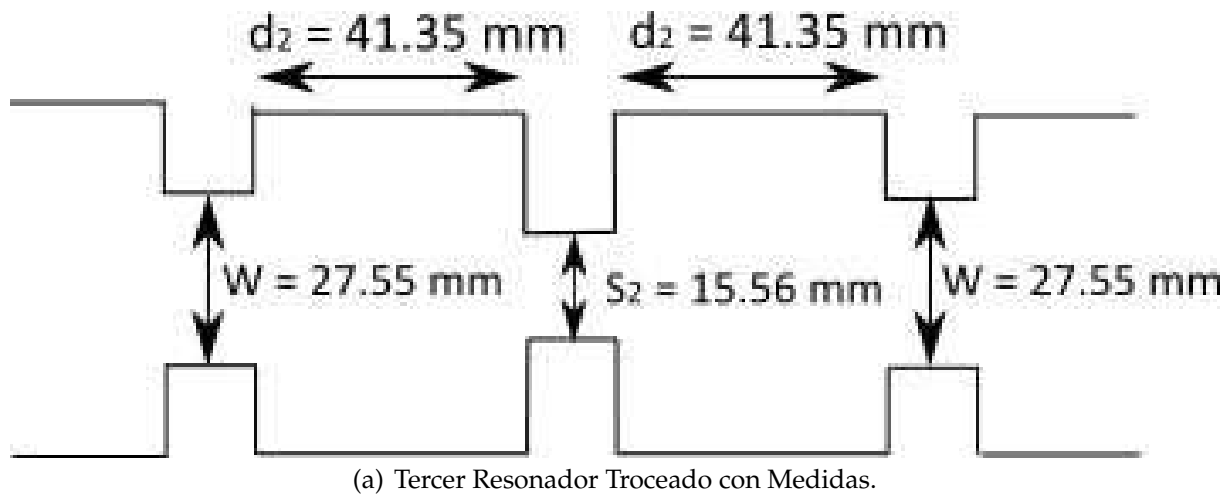 d₂ = 41.35 mm d₂ = 41.35 mm
W = 27.55 mm S₂ = 15.56 mm W = 27.55 mm
(a) Tercer Resonador Troceado con Medidas.